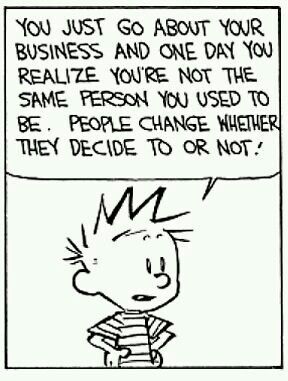 YOU JUST GO ABOUT YOUR
BUSINESS AND ONE DAY YOU
REALIZE YOU'RE NOT THE
SAME PERSON YOU USED TO
BE. PEOPLE CHANGE WHETHER
THEY DECIDE TO OR NOT!